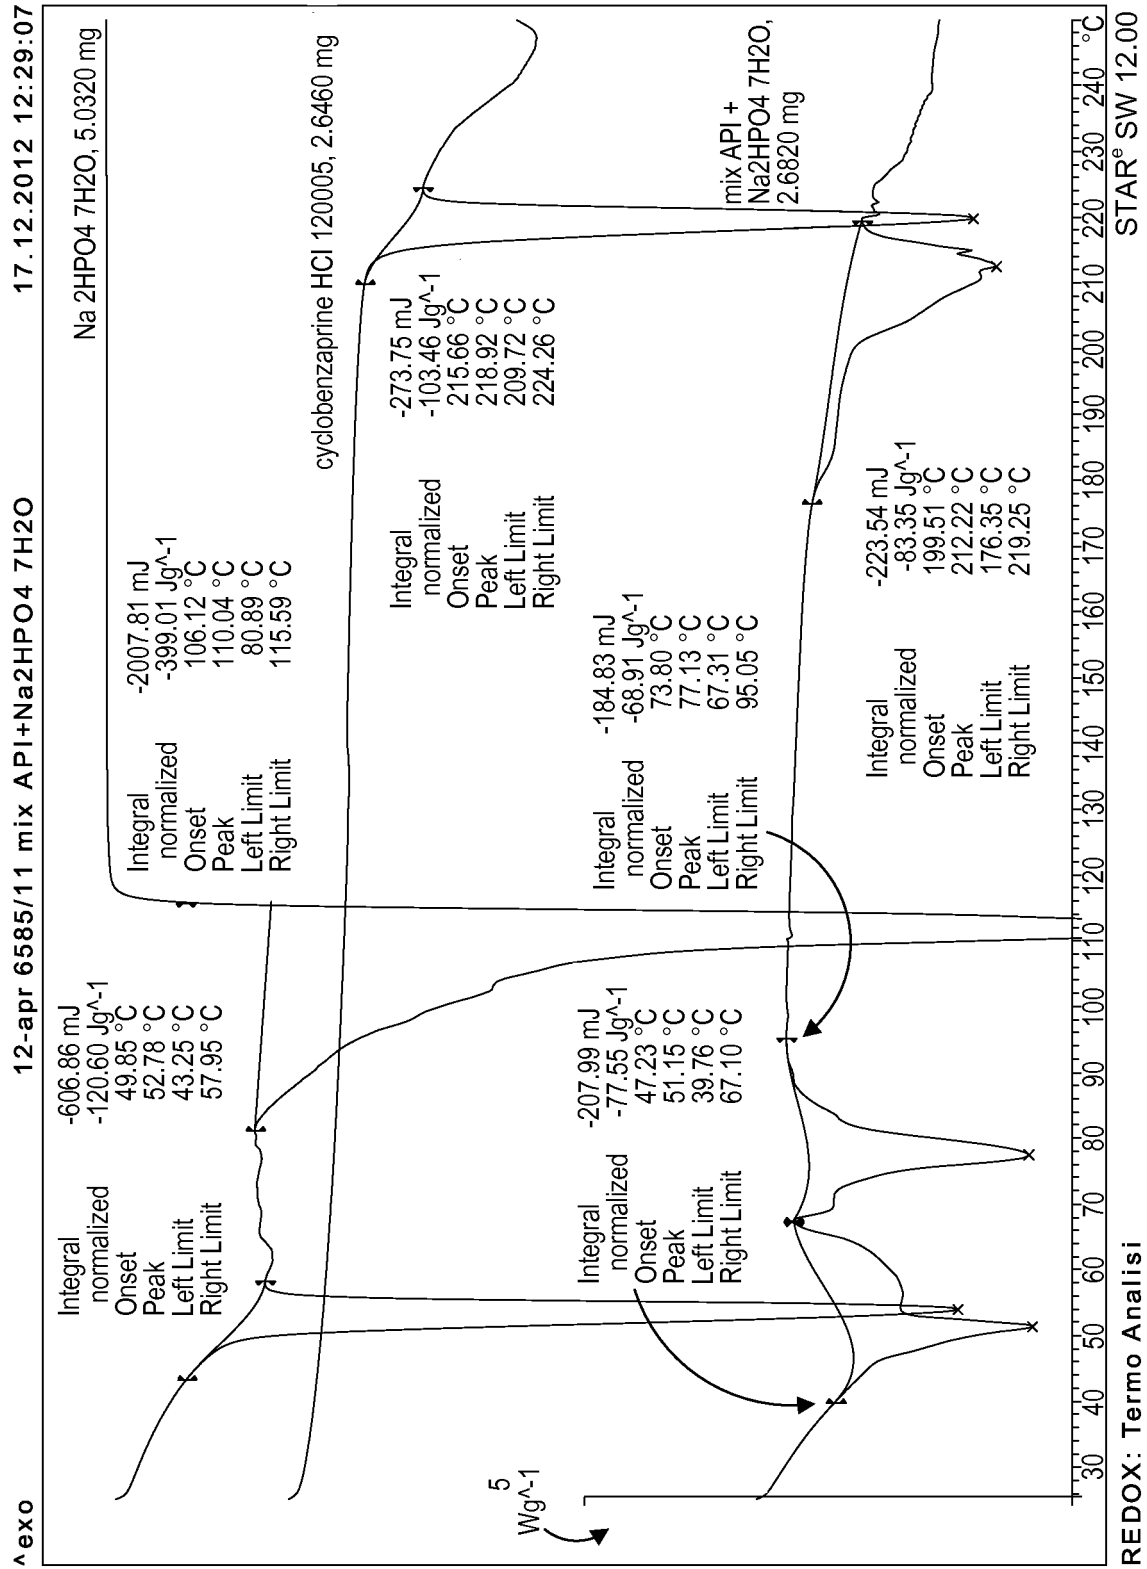 ^exo
12-apr 6585/11 mix API+Na2HPO4 7H2O
17.12.2012 12:29:07
Na 2HPO4 7H2O, 5.0320 mg
Integral -606.86 mJ
normalized -120.60 Jg^-1
Onset 49.85 °C
Peak 52.78 °C
Left Limit 43.25 °C
Right Limit 57.95 °C
Integral -2007.81 mJ
normalized -399.01 Jg^-1
Onset 106.12 °C
Peak 110.04 °C
Left Limit 80.89 °C
Right Limit 115.59 °C
cyclobenzaprine HCl 120005, 2.6460 mg
Integral -273.75 mJ
normalized -103.46 Jg^-1
Onset 215.66 °C
Peak 218.92 °C
Left Limit 209.72 °C
Right Limit 224.26 °C
5
Wg^-1
Integral -207.99 mJ
normalized -77.55 Jg^-1
Onset 47.23 °C
Peak 51.15 °C
Left Limit 39.76 °C
Right Limit 67.10 °C
Integral -184.83 mJ
normalized -68.91 Jg^-1
Onset 73.80 °C
Peak 77.13 °C
Left Limit 67.31 °C
Right Limit 95.05 °C
mix API +
Na2HPO4 7H2O,
2.6820 mg
Integral -223.54 mJ
normalized -83.35 Jg^-1
Onset 199.51 °C
Peak 212.22 °C
Left Limit 176.35 °C
Right Limit 219.25 °C
30 40 50 60 70 80 90 100 110 120 130 140 150 160 170 180 190 200 210 220 230 240 °C
REDOX: Termo Analisi
STARe SW 12.00